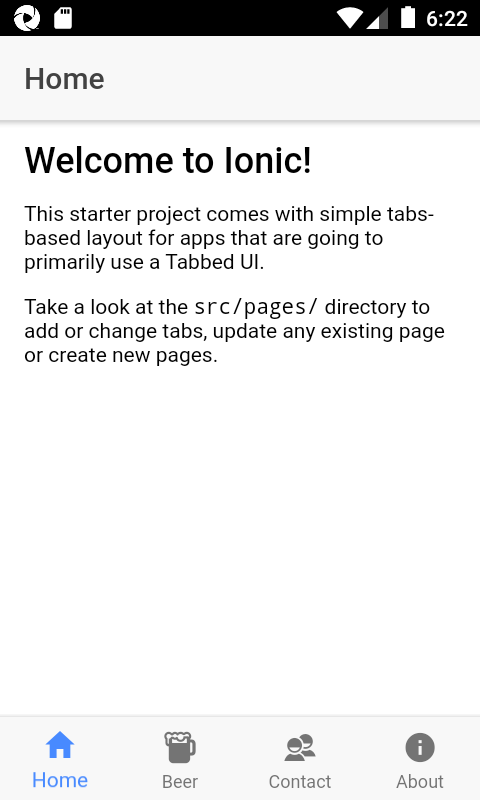 6:22
Home
Welcome to Ionic!
This starter project comes with simple tabs-
based layout for apps that are going to
primarily use a Tabbed UI.
Take a look at the src/pages/ directory to
add or change tabs, update any existing page
or create new pages.
Home
Beer
Contact
About